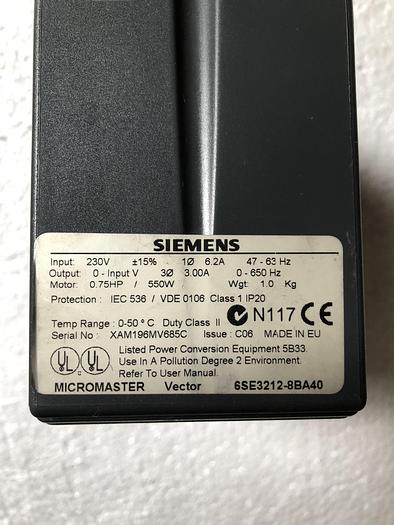 SIEMENS
Input: 230V ±15% 1Ø 6.2A 47 - 63 Hz
Output: 0 - Input V 3Ø 3.00A 0 - 650 Hz
Motor: 0.75HP / 550W Wgt: 1.0 Kg
Protection : IEC 536 / VDE 0106 Class 1 IP20
Temp Range : 0-50 ° C Duty Class II N117 CE
Serial No : XAM196MV685C Issue : C06 MADE IN EU
UL UL Listed Power Conversion Equipment 5B33.
Use In A Pollution Degree 2 Environment.
Refer To User Manual.
MICROMASTER Vector 6SE3212-8BA40